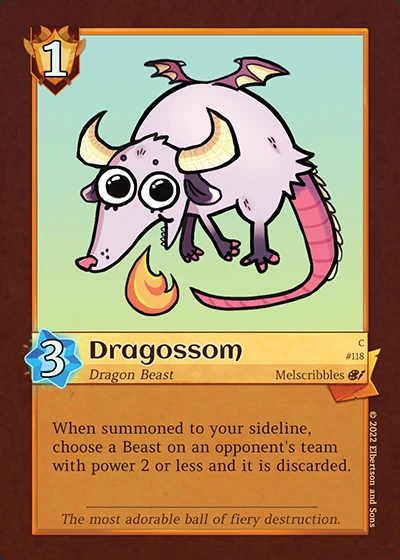 1
3
Dragossom
C
#118
Dragon Beast
Melscribbles
When summoned to your sideline,
choose a Beast on an opponent's team
with power 2 or less and it is discarded.
The most adorable ball of fiery destruction.
© 2022 Elbertson and Sons